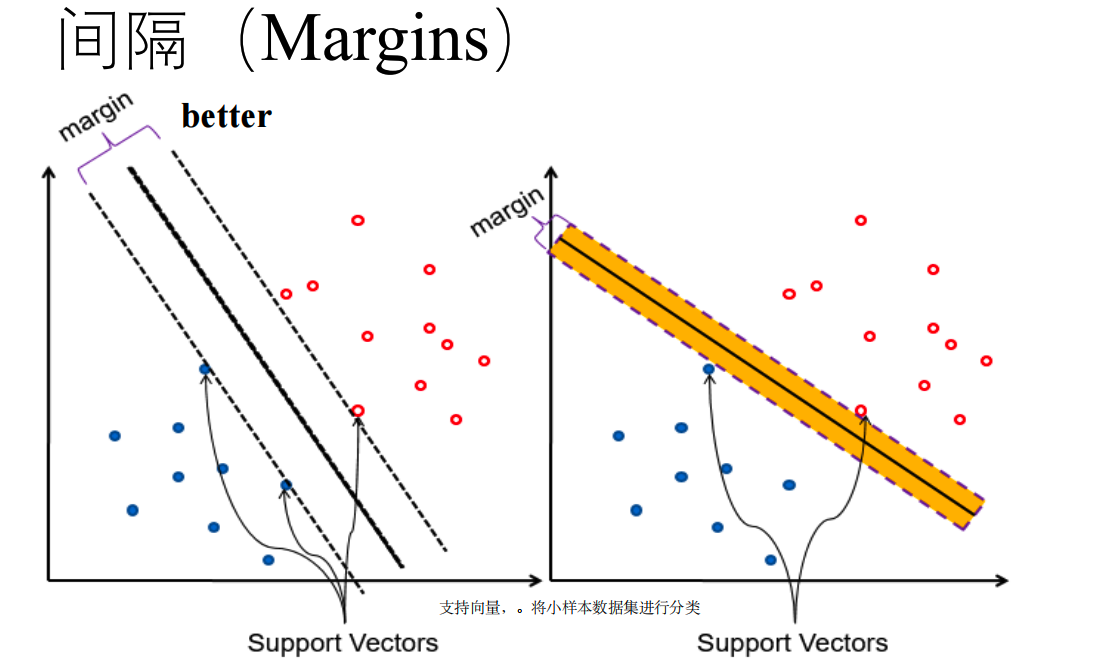 间隔（Margins）
margin
better
margin
支持向量，。将小样本数据集进行分类
Support Vectors
Support Vectors